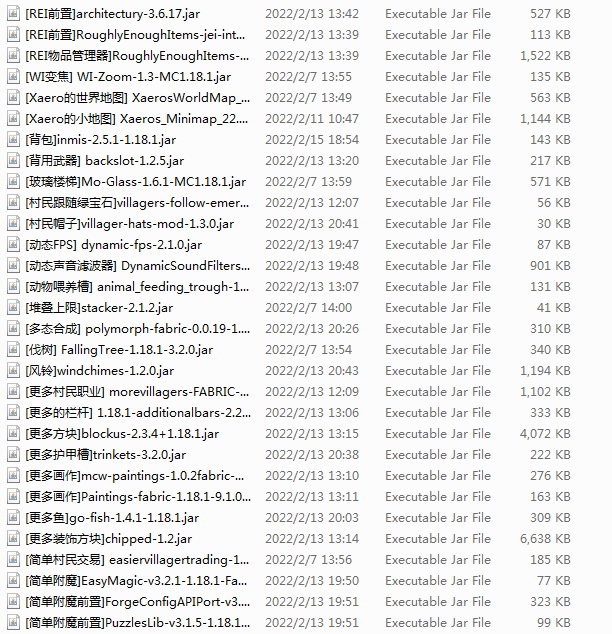 [REI前置]architectury-3.6.17.jar 2022/2/13 13:42 Executable Jar File 527 KB
[REI前置]RoughlyEnoughItems-jei-int... 2022/2/13 13:39 Executable Jar File 113 KB
[REI物品管理器]RoughlyEnoughItems-... 2022/2/13 13:39 Executable Jar File 1,522 KB
[WI变焦] WI-Zoom-1.3-MC1.18.1.jar 2022/2/7 13:55 Executable Jar File 135 KB
[Xaero的世界地图] XaerosWorldMap_... 2022/2/7 13:49 Executable Jar File 563 KB
[Xaero的小地图] Xaeros_Minimap_22.... 2022/2/11 10:47 Executable Jar File 1,144 KB
[背包]inmis-2.5.1-1.18.1.jar 2022/2/15 18:54 Executable Jar File 143 KB
[背用武器] backslot-1.2.5.jar 2022/2/13 13:20 Executable Jar File 217 KB
[玻璃楼梯]Mo-Glass-1.6.1-MC1.18.1.jar 2022/2/7 13:59 Executable Jar File 571 KB
[村民跟随绿宝石]villagers-follow-emer... 2022/2/13 12:07 Executable Jar File 56 KB
[村民帽子]villager-hats-mod-1.3.0.jar 2022/2/13 20:41 Executable Jar File 30 KB
[动态FPS] dynamic-fps-2.1.0.jar 2022/2/13 19:47 Executable Jar File 87 KB
[动态声音滤波器] DynamicSoundFilters... 2022/2/13 19:48 Executable Jar File 901 KB
[动物喂养槽] animal_feeding_trough-1... 2022/2/13 13:07 Executable Jar File 131 KB
[堆叠上限]stacker-2.1.2.jar 2022/2/7 14:00 Executable Jar File 41 KB
[多态合成] polymorph-fabric-0.0.19-1.... 2022/2/13 20:26 Executable Jar File 310 KB
[伐树] FallingTree-1.18.1-3.2.0.jar 2022/2/7 13:54 Executable Jar File 340 KB
[风铃]windchimes-1.2.0.jar 2022/2/13 20:43 Executable Jar File 1,194 KB
[更多村民职业] morevillagers-FABRIC-... 2022/2/13 12:09 Executable Jar File 1,102 KB
[更多的栏杆] 1.18.1-additionalbars-2.2... 2022/2/13 13:06 Executable Jar File 333 KB
[更多方块]blockus-2.3.4+1.18.1.jar 2022/2/13 13:15 Executable Jar File 4,072 KB
[更多护甲槽]trinkets-3.2.0.jar 2022/2/13 20:38 Executable Jar File 222 KB
[更多画作]mcw-paintings-1.0.2fabric-... 2022/2/13 13:10 Executable Jar File 276 KB
[更多画作]Paintings-fabric-1.18.1-9.1.0... 2022/2/13 13:11 Executable Jar File 163 KB
[更多鱼]go-fish-1.4.1-1.18.1.jar 2022/2/13 20:03 Executable Jar File 309 KB
[更多装饰方块]chipped-1.2.jar 2022/2/13 13:14 Executable Jar File 6,638 KB
[简单村民交易] easiervillagertrading-1... 2022/2/7 13:56 Executable Jar File 185 KB
[简单附魔]EasyMagic-v3.2.1-1.18.1-Fa... 2022/2/13 19:50 Executable Jar File 77 KB
[简单附魔前置]ForgeConfigAPIPort-v3.... 2022/2/13 19:51 Executable Jar File 323 KB
[简单附魔前置]PuzzlesLib-v3.1.5-1.18.1... 2022/2/13 19:51 Executable Jar File 99 KB